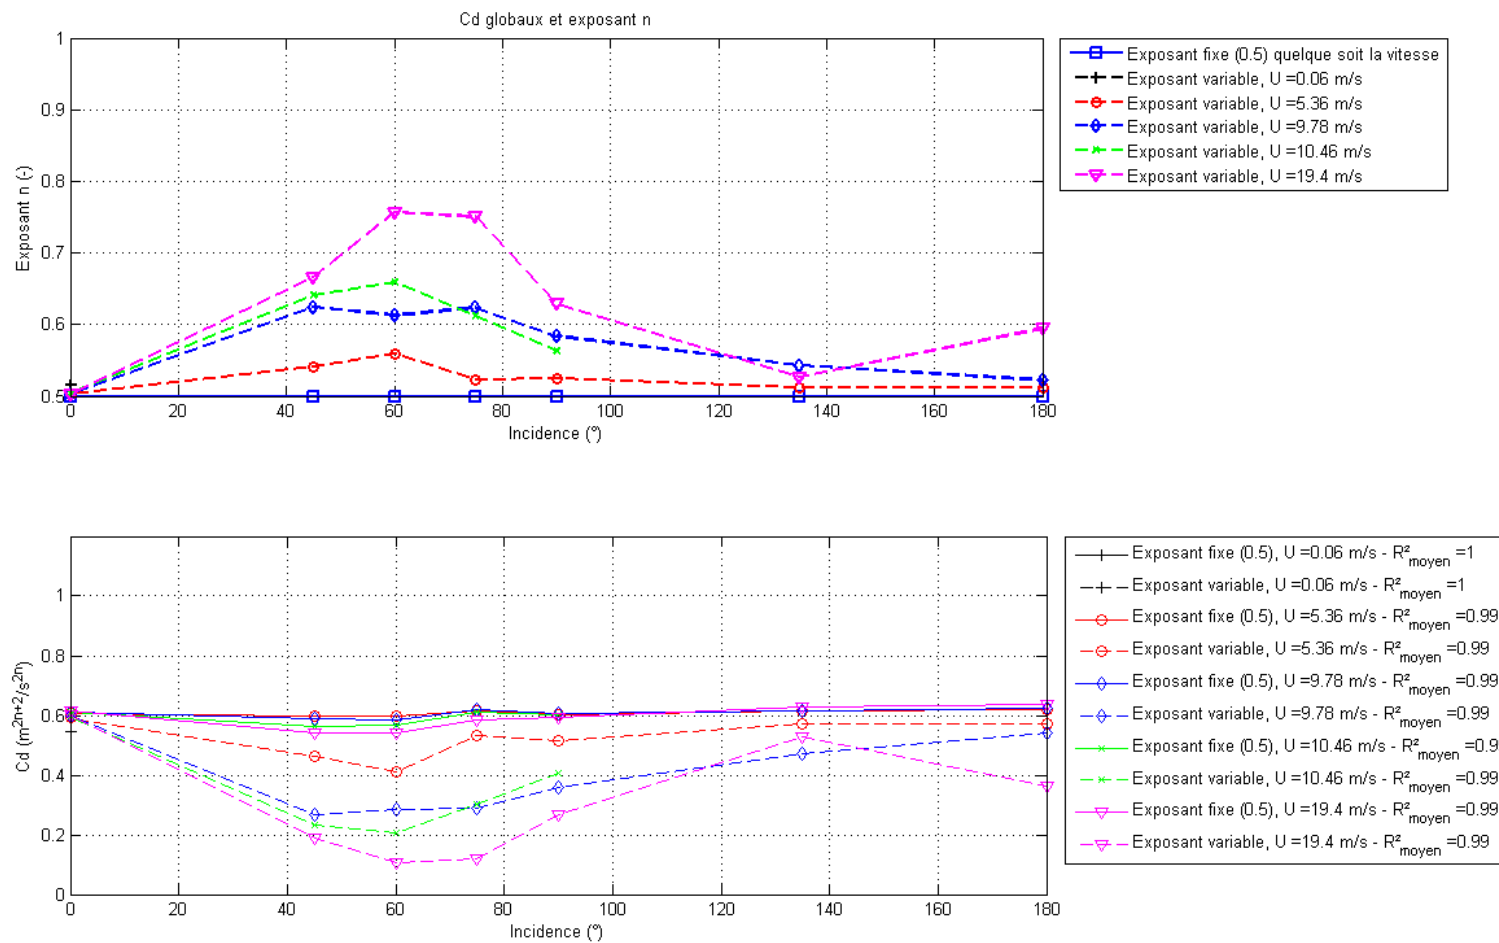 Cd globaux et exposant n
1
0.9
0.8
0.7
0.6
0.5
Exposant n (-)
0 20 40 60 80 100 120 140 160 180
Incidence (°)
Exposant fixe (0.5) quelque soit la vitesse
Exposant variable, U =0.06 m/s
Exposant variable, U =5.36 m/s
Exposant variable, U =9.78 m/s
Exposant variable, U =10.46 m/s
Exposant variable, U =19.4 m/s
1
0.8
0.6
0.4
0.2
0
Cd (m²ⁿ⁺²/s²ⁿ)
0 20 40 60 80 100 120 140 160 180
Incidence (°)
Exposant fixe (0.5), U =0.06 m/s - R²moyen =1
Exposant variable, U =0.06 m/s - R²moyen =1
Exposant fixe (0.5), U =5.36 m/s - R²moyen =0.99
Exposant variable, U =5.36 m/s - R²moyen =0.99
Exposant fixe (0.5), U =9.78 m/s - R²moyen =0.99
Exposant variable, U =9.78 m/s - R²moyen =0.99
Exposant fixe (0.5), U =10.46 m/s - R²moyen =0.9
Exposant variable, U =10.46 m/s - R²moyen =0.99
Exposant fixe (0.5), U =19.4 m/s - R²moyen =0.99
Exposant variable, U =19.4 m/s - R²moyen =0.99